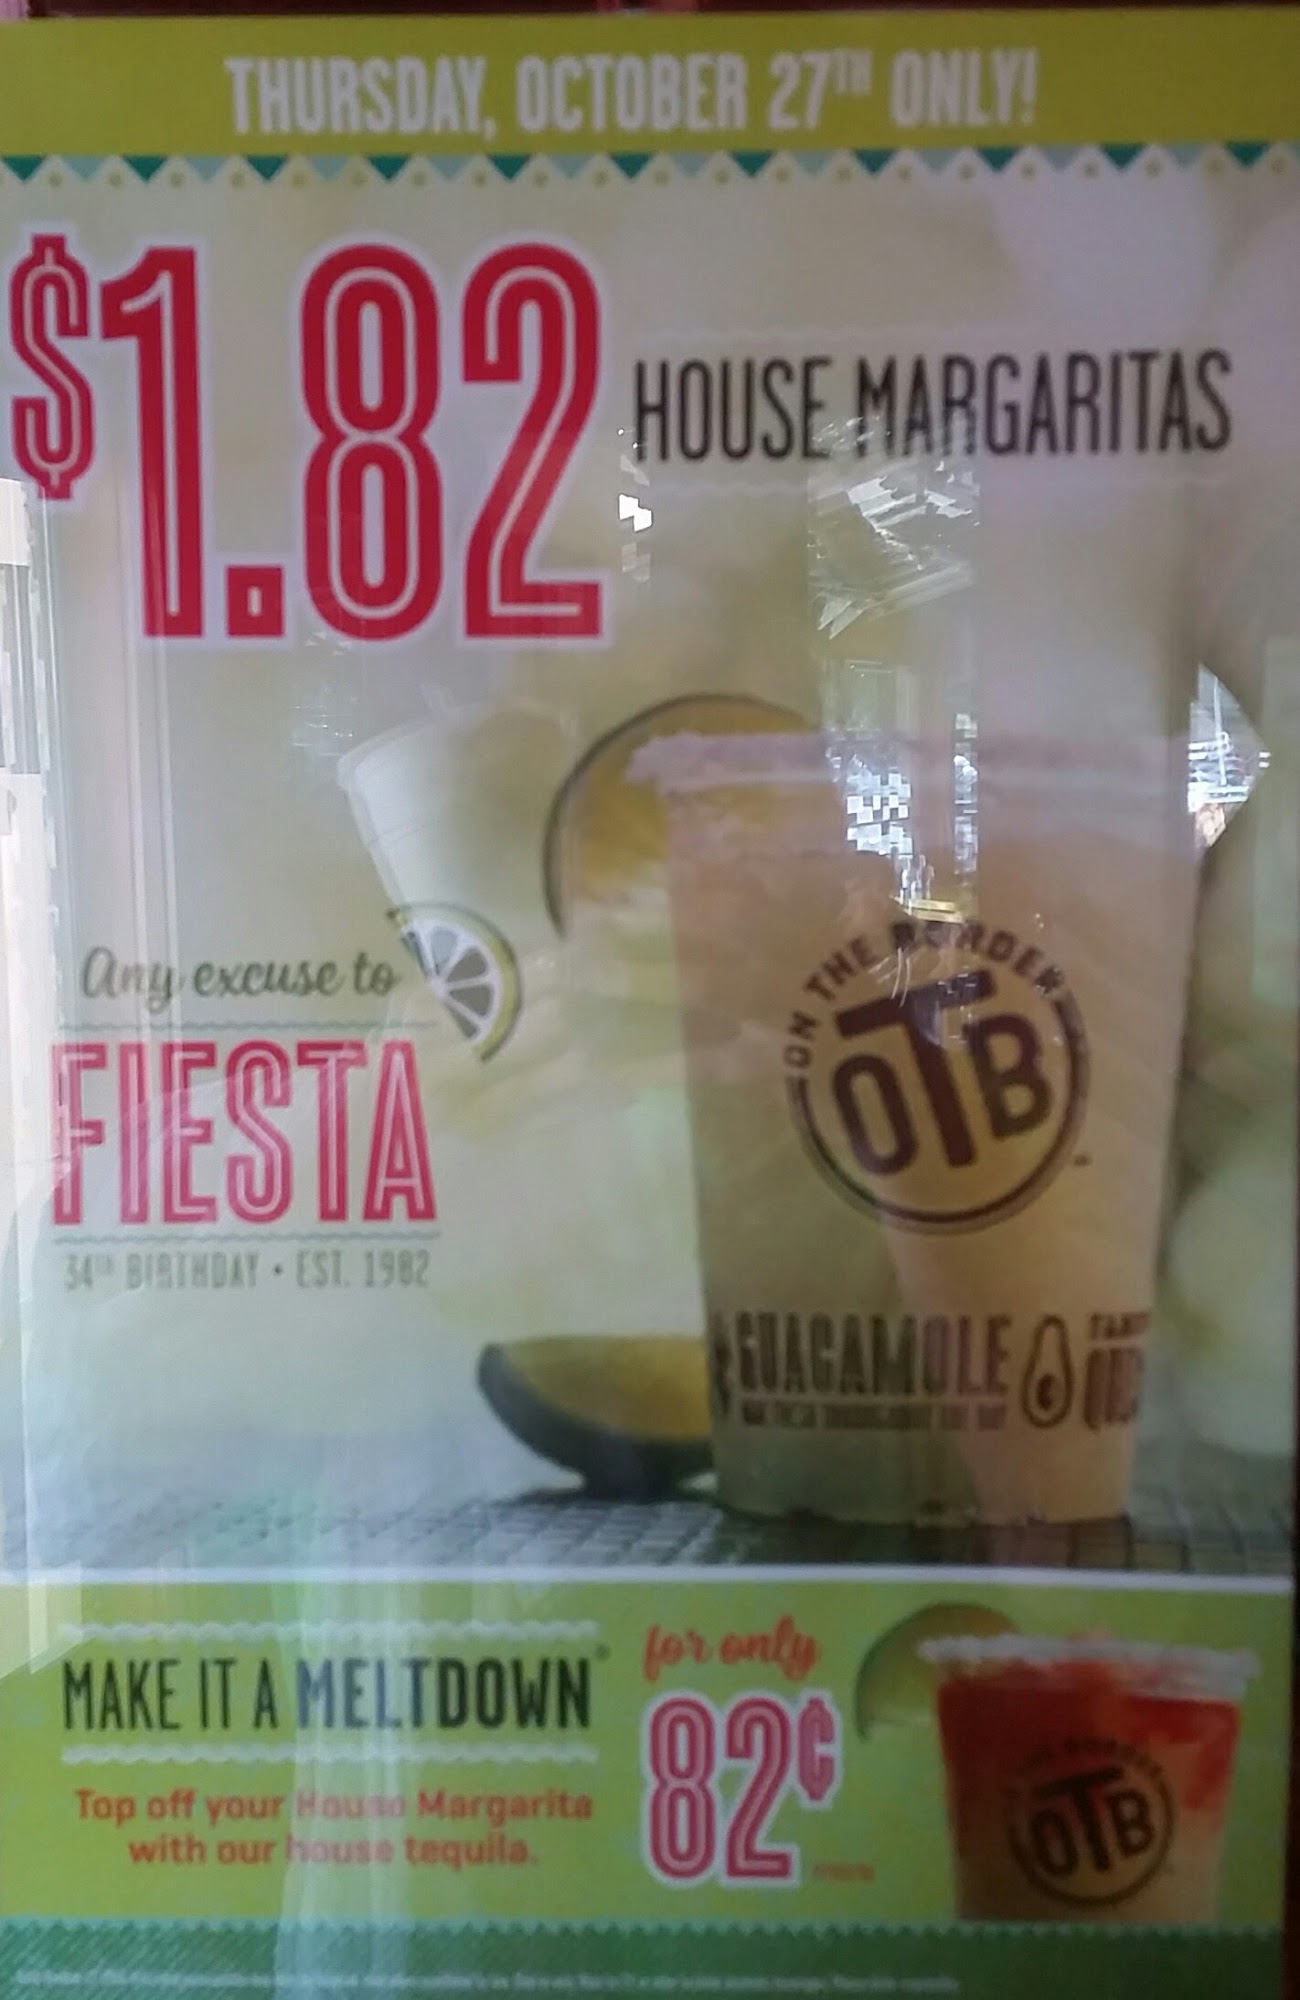 THURSDAY, OCTOBER 27TH ONLY!
$1.82 HOUSE MARGARITAS
Any excuse to
FIESTA
34TH BIRTHDAY • EST. 1982
ON THE BORDER
OTB
GUACAMOLE
MAKE IT A MELTDOWN
for only
82¢
Top off your House Margarita
with our house tequila.
OTB